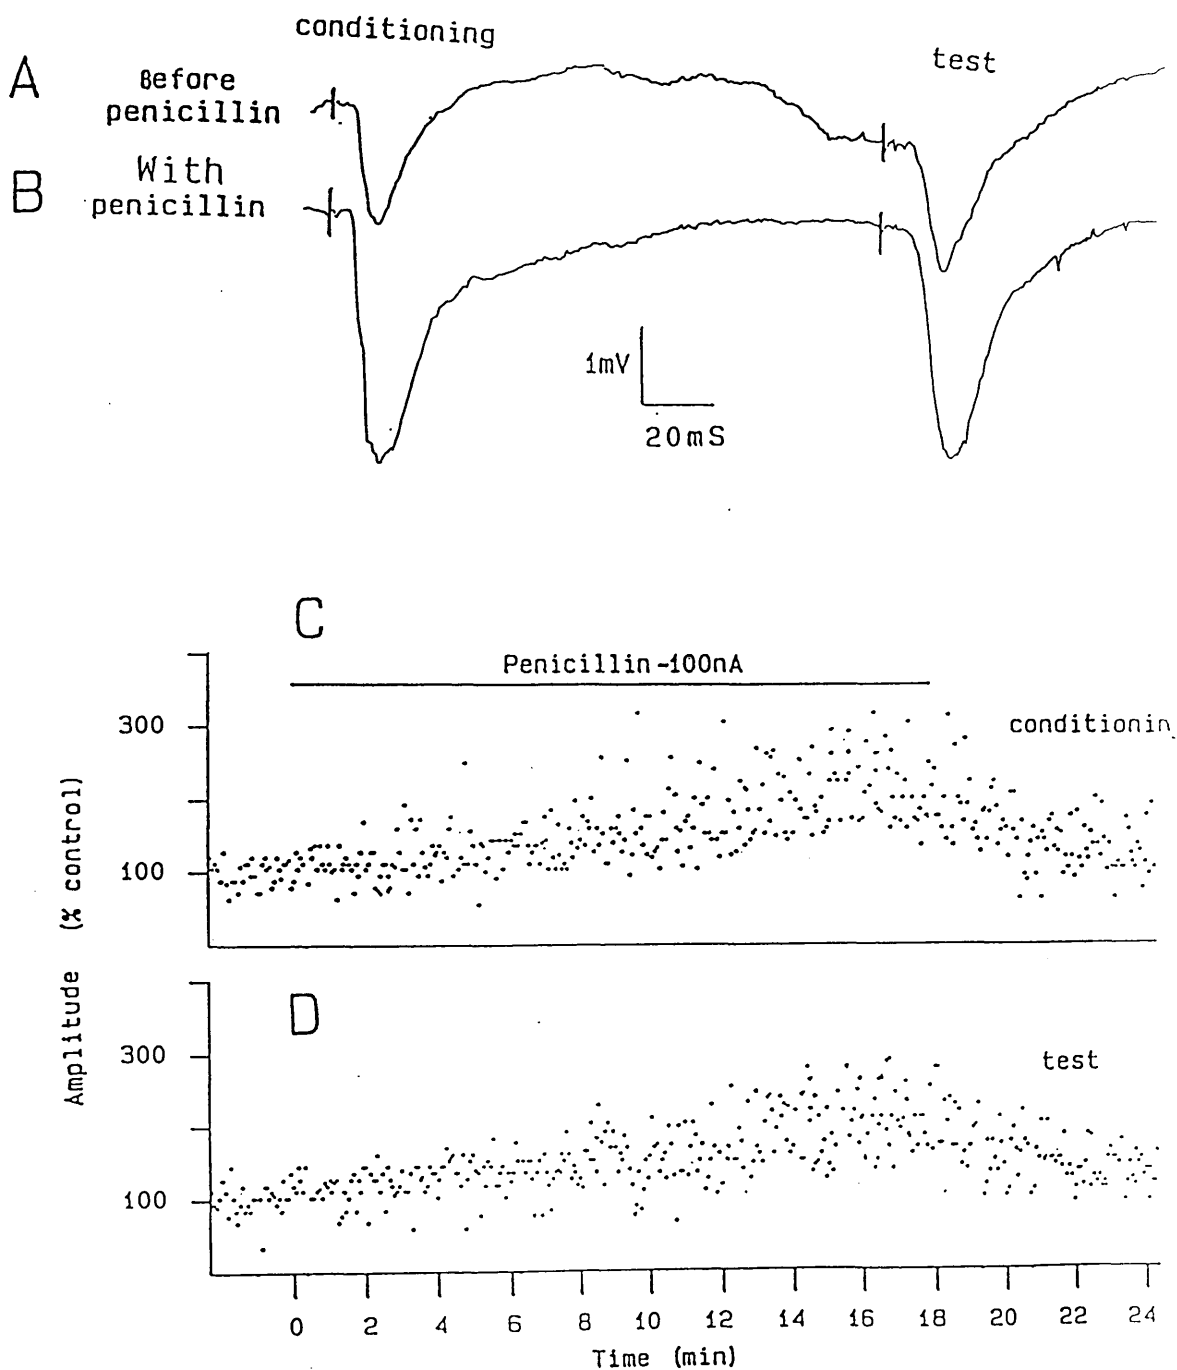 conditioning
test
A
Before
penicillin
B
With
penicillin
1mV
20mS
C
Penicillin-100nA
300
conditionin
100
Amplitude (% control)
D
300
test
100
0 2 4 6 8 10 12 14 16 18 20 22 24
Time (min)